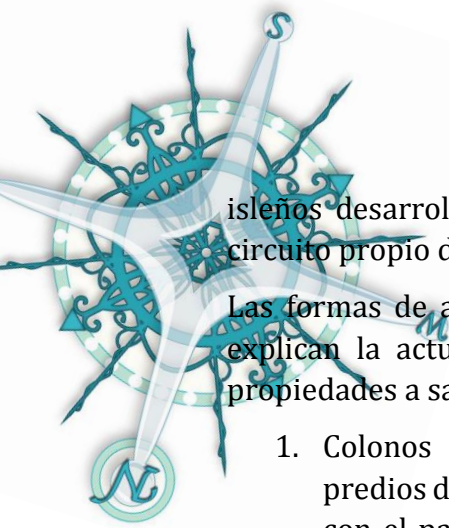 S
isleños desarrol
circuito propio d
Las formas de a
explican la actu
propiedades a sa
1. Colonos
predios d
con el pa
N